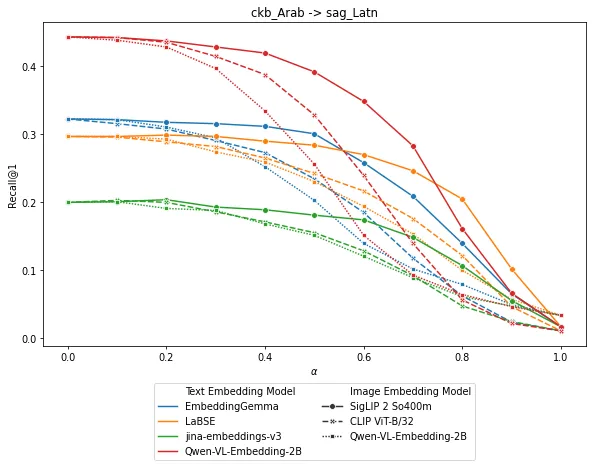 ckb_Arab -> sag_Latn
Recall@1
0.4
0.3
0.2
0.1
0.0
0.0 0.2 0.4 0.6 0.8 1.0
α
Text Embedding Model
EmbeddingGemma
LaBSE
jina-embeddings-v3
Qwen-VL-Embedding-2B
Image Embedding Model
SigLIP 2 So400m
CLIP ViT-B/32
Qwen-VL-Embedding-2B